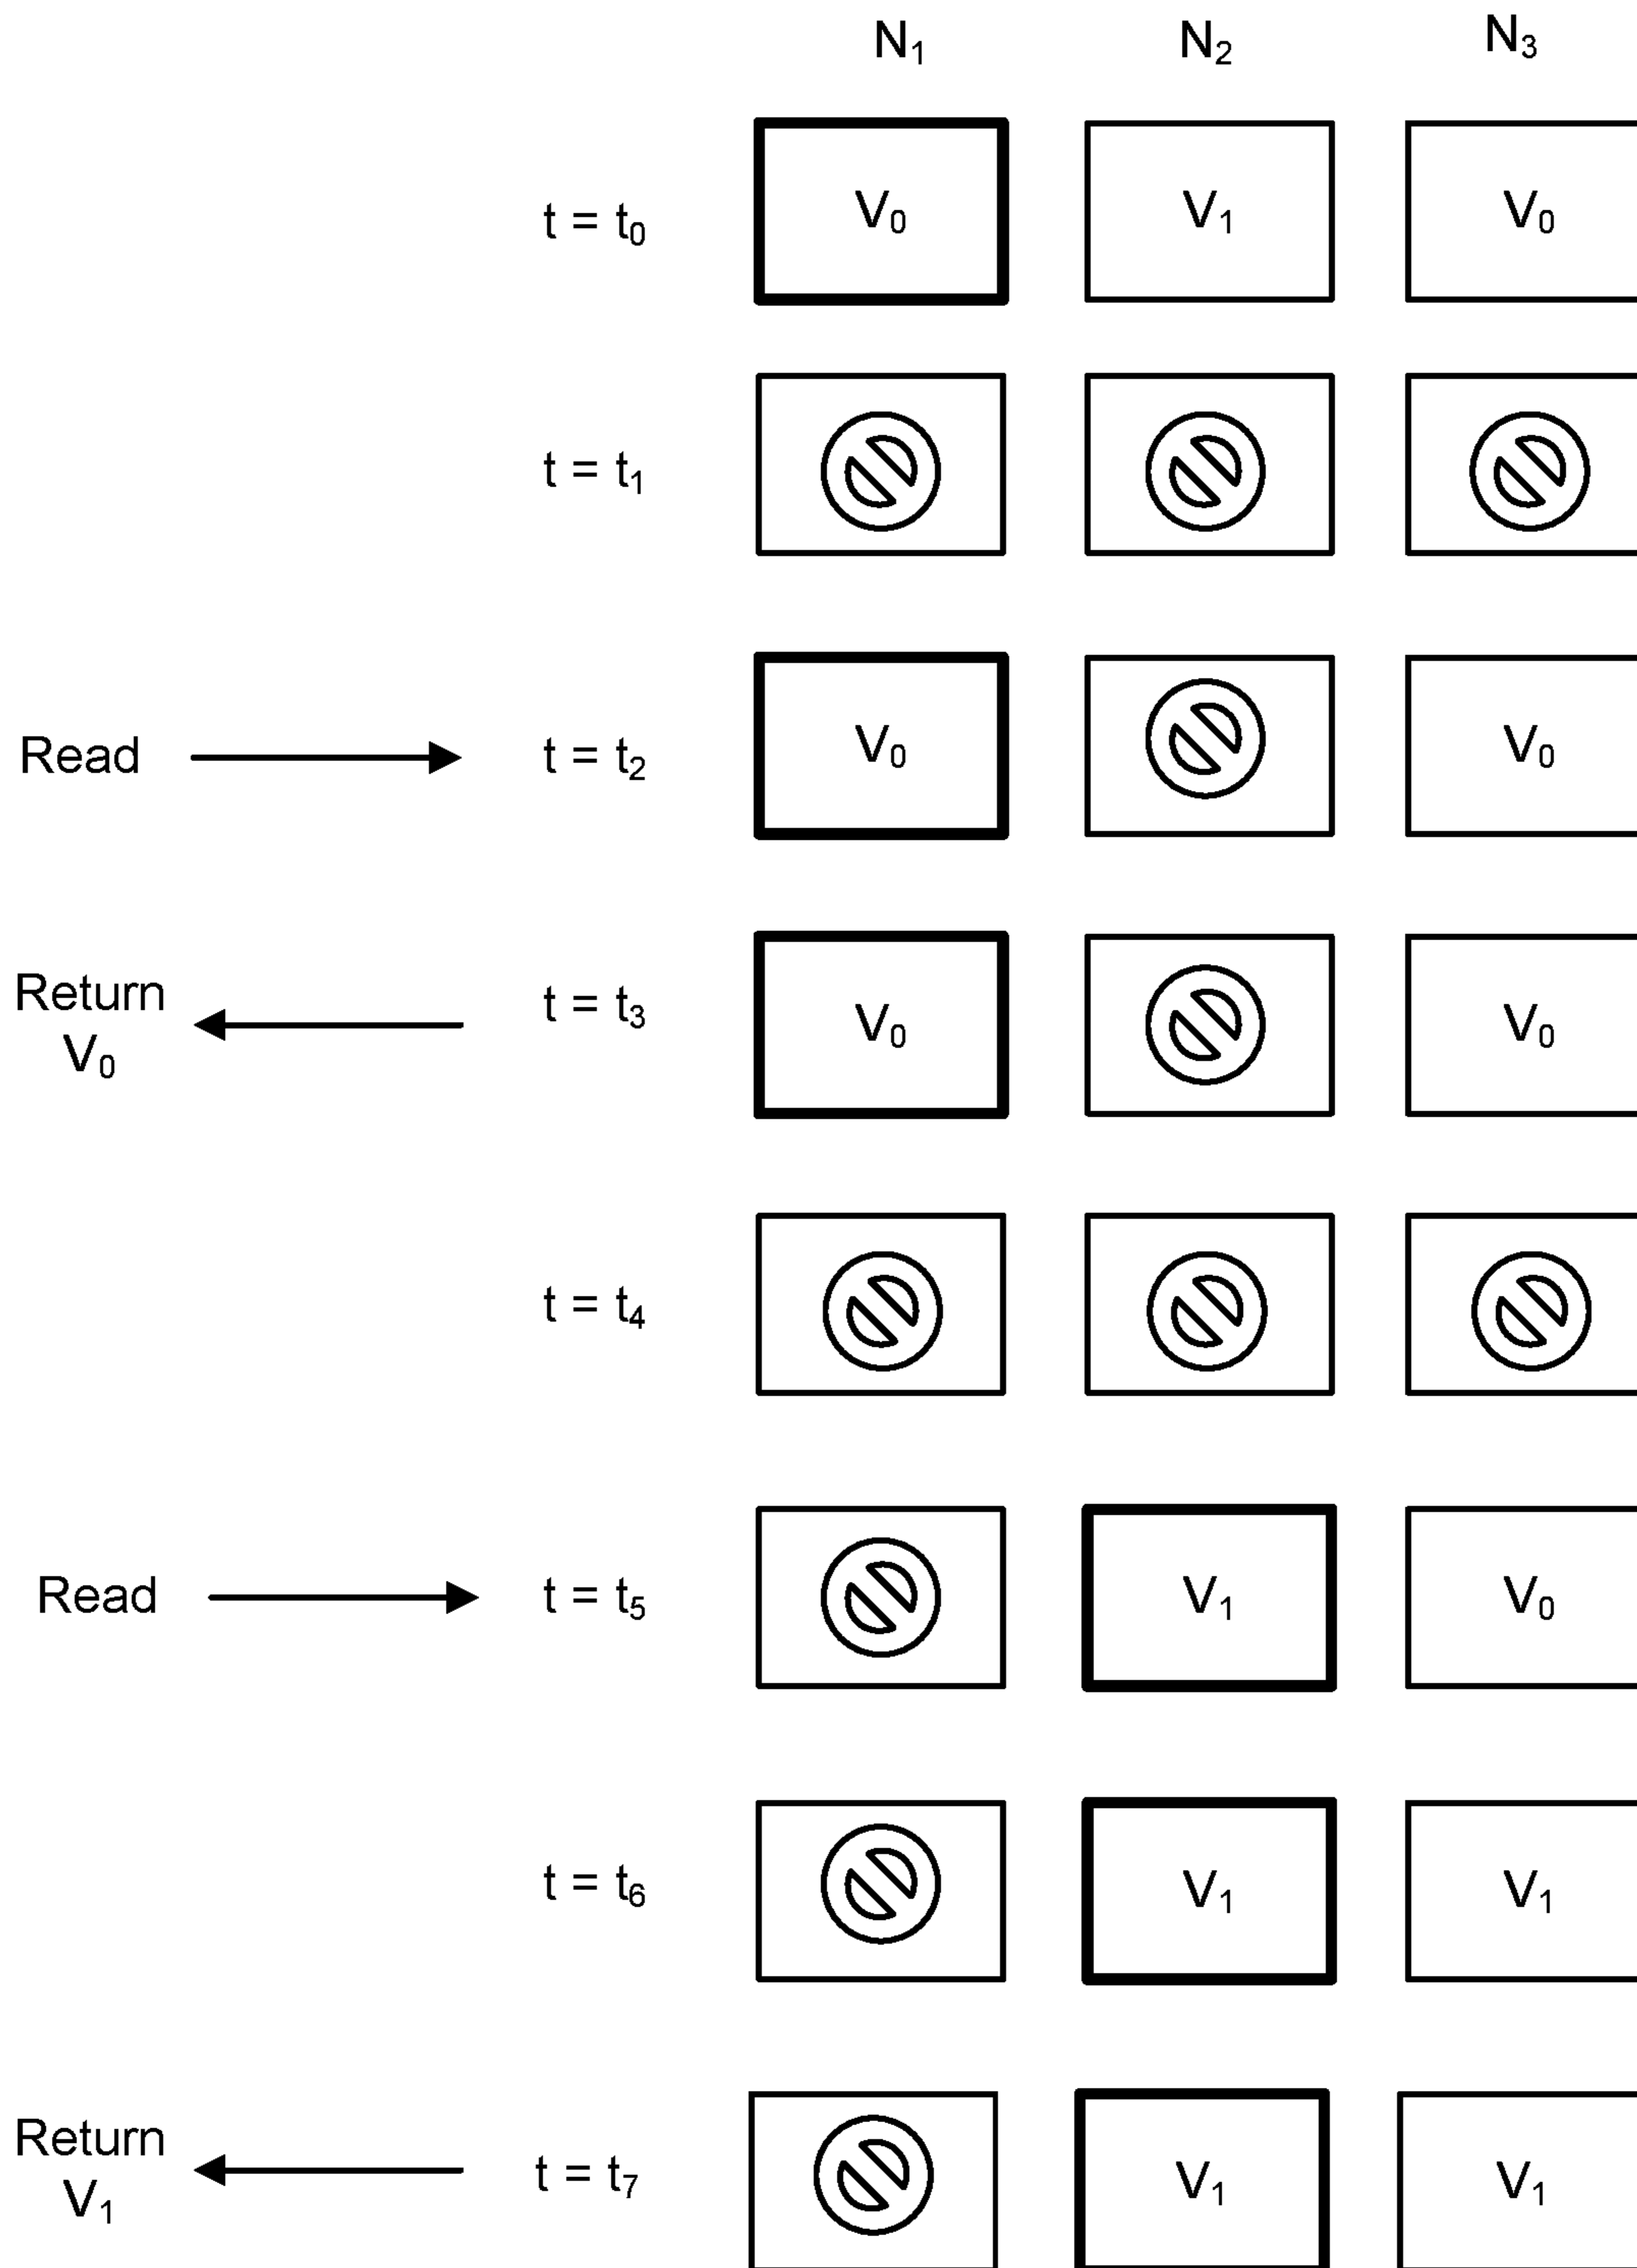 N₁ N₂ N₃
t = t₀ V₀ V₁ V₀
t = t₁
Read t = t₂ V₀ V₀
Return
V₀
t = t₃ V₀ V₀
t = t₄
Read t = t₅ V₁ V₀
t = t₆ V₁ V₁
Return
V₁
t = t₇ V₁ V₁